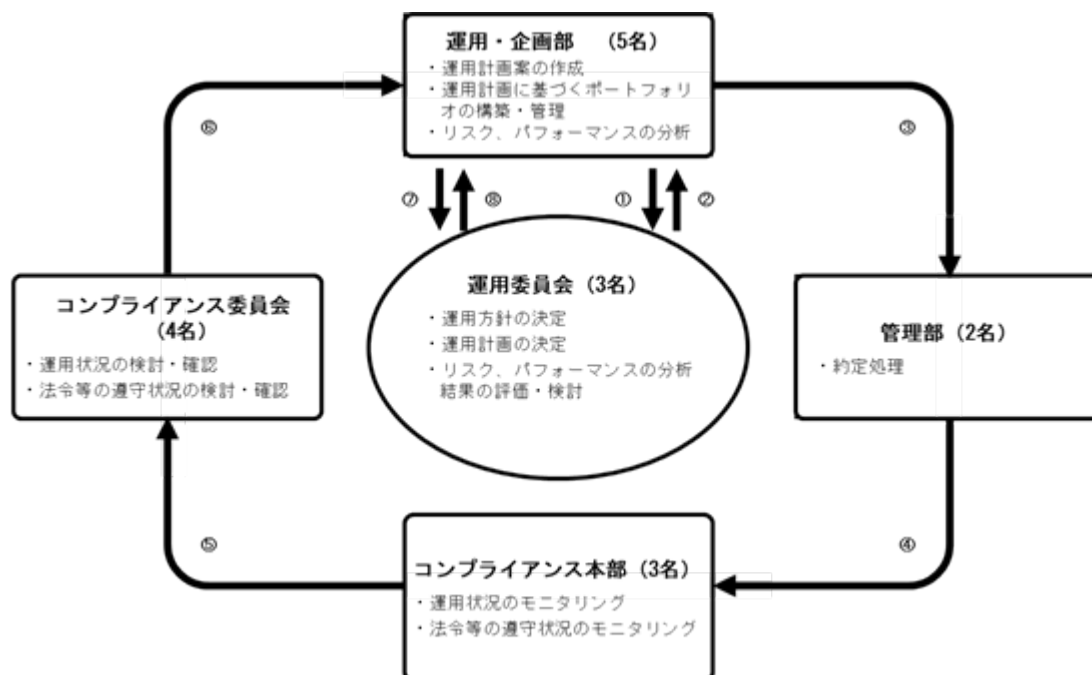 運用・企画部 （5名）
・運用計画案の作成
・運用計画に基づくポートフォリ
オの構築・管理
・リスク、パフォーマンスの分析
⑥
③
⑦
⑧
①
②
コンプライアンス委員会
（4名）
・運用状況の検討・確認
・法令等の遵守状況の検討・確認
運用委員会（3名）
・運用方針の決定
・運用計画の決定
・リスク、パフォーマンスの分析
結果の評価・検討
管理部（2名）
・約定処理
⑤
④
コンプライアンス本部（3名）
・運用状況のモニタリング
・法令等の遵守状況のモニタリング